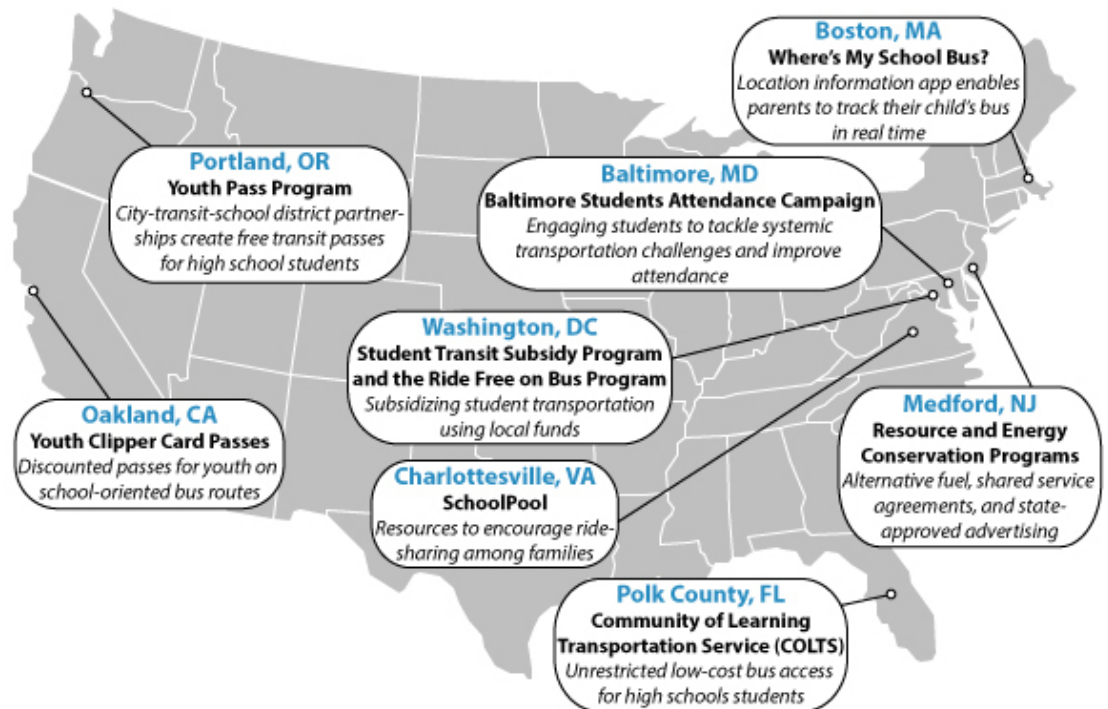 Boston, MA
Where's My School Bus?
Location information app enables
parents to track their child's bus
in real time
Portland, OR
Youth Pass Program
City-transit-school district partner-
ships create free transit passes
for high school students
Baltimore, MD
Baltimore Students Attendance Campaign
Engaging students to tackle systemic
transportation challenges and improve
attendance
Washington, DC
Student Transit Subsidy Program
and the Ride Free on Bus Program
Subsidizing student transportation
using local funds
Oakland, CA
Youth Clipper Card Passes
Discounted passes for youth on
school-oriented bus routes
Medford, NJ
Resource and Energy
Conservation Programs
Alternative fuel, shared service
agreements, and state-
approved advertising
Charlottesville, VA
SchoolPool
Resources to encourage ride-
sharing among families
Polk County, FL
Community of Learning
Transportation Service (COLTS)
Unrestricted low-cost bus access
for high schools students